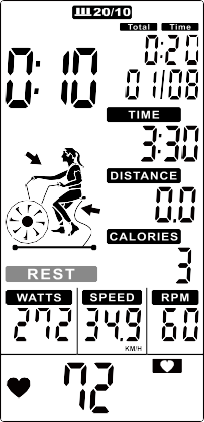 20/10
Total Time
0:10 0:20
01/08
TIME
3:30
DISTANCE
0.0
CALORIES
3
REST
WATTS SPEED RPM
272 34.9 60
KM/H
72